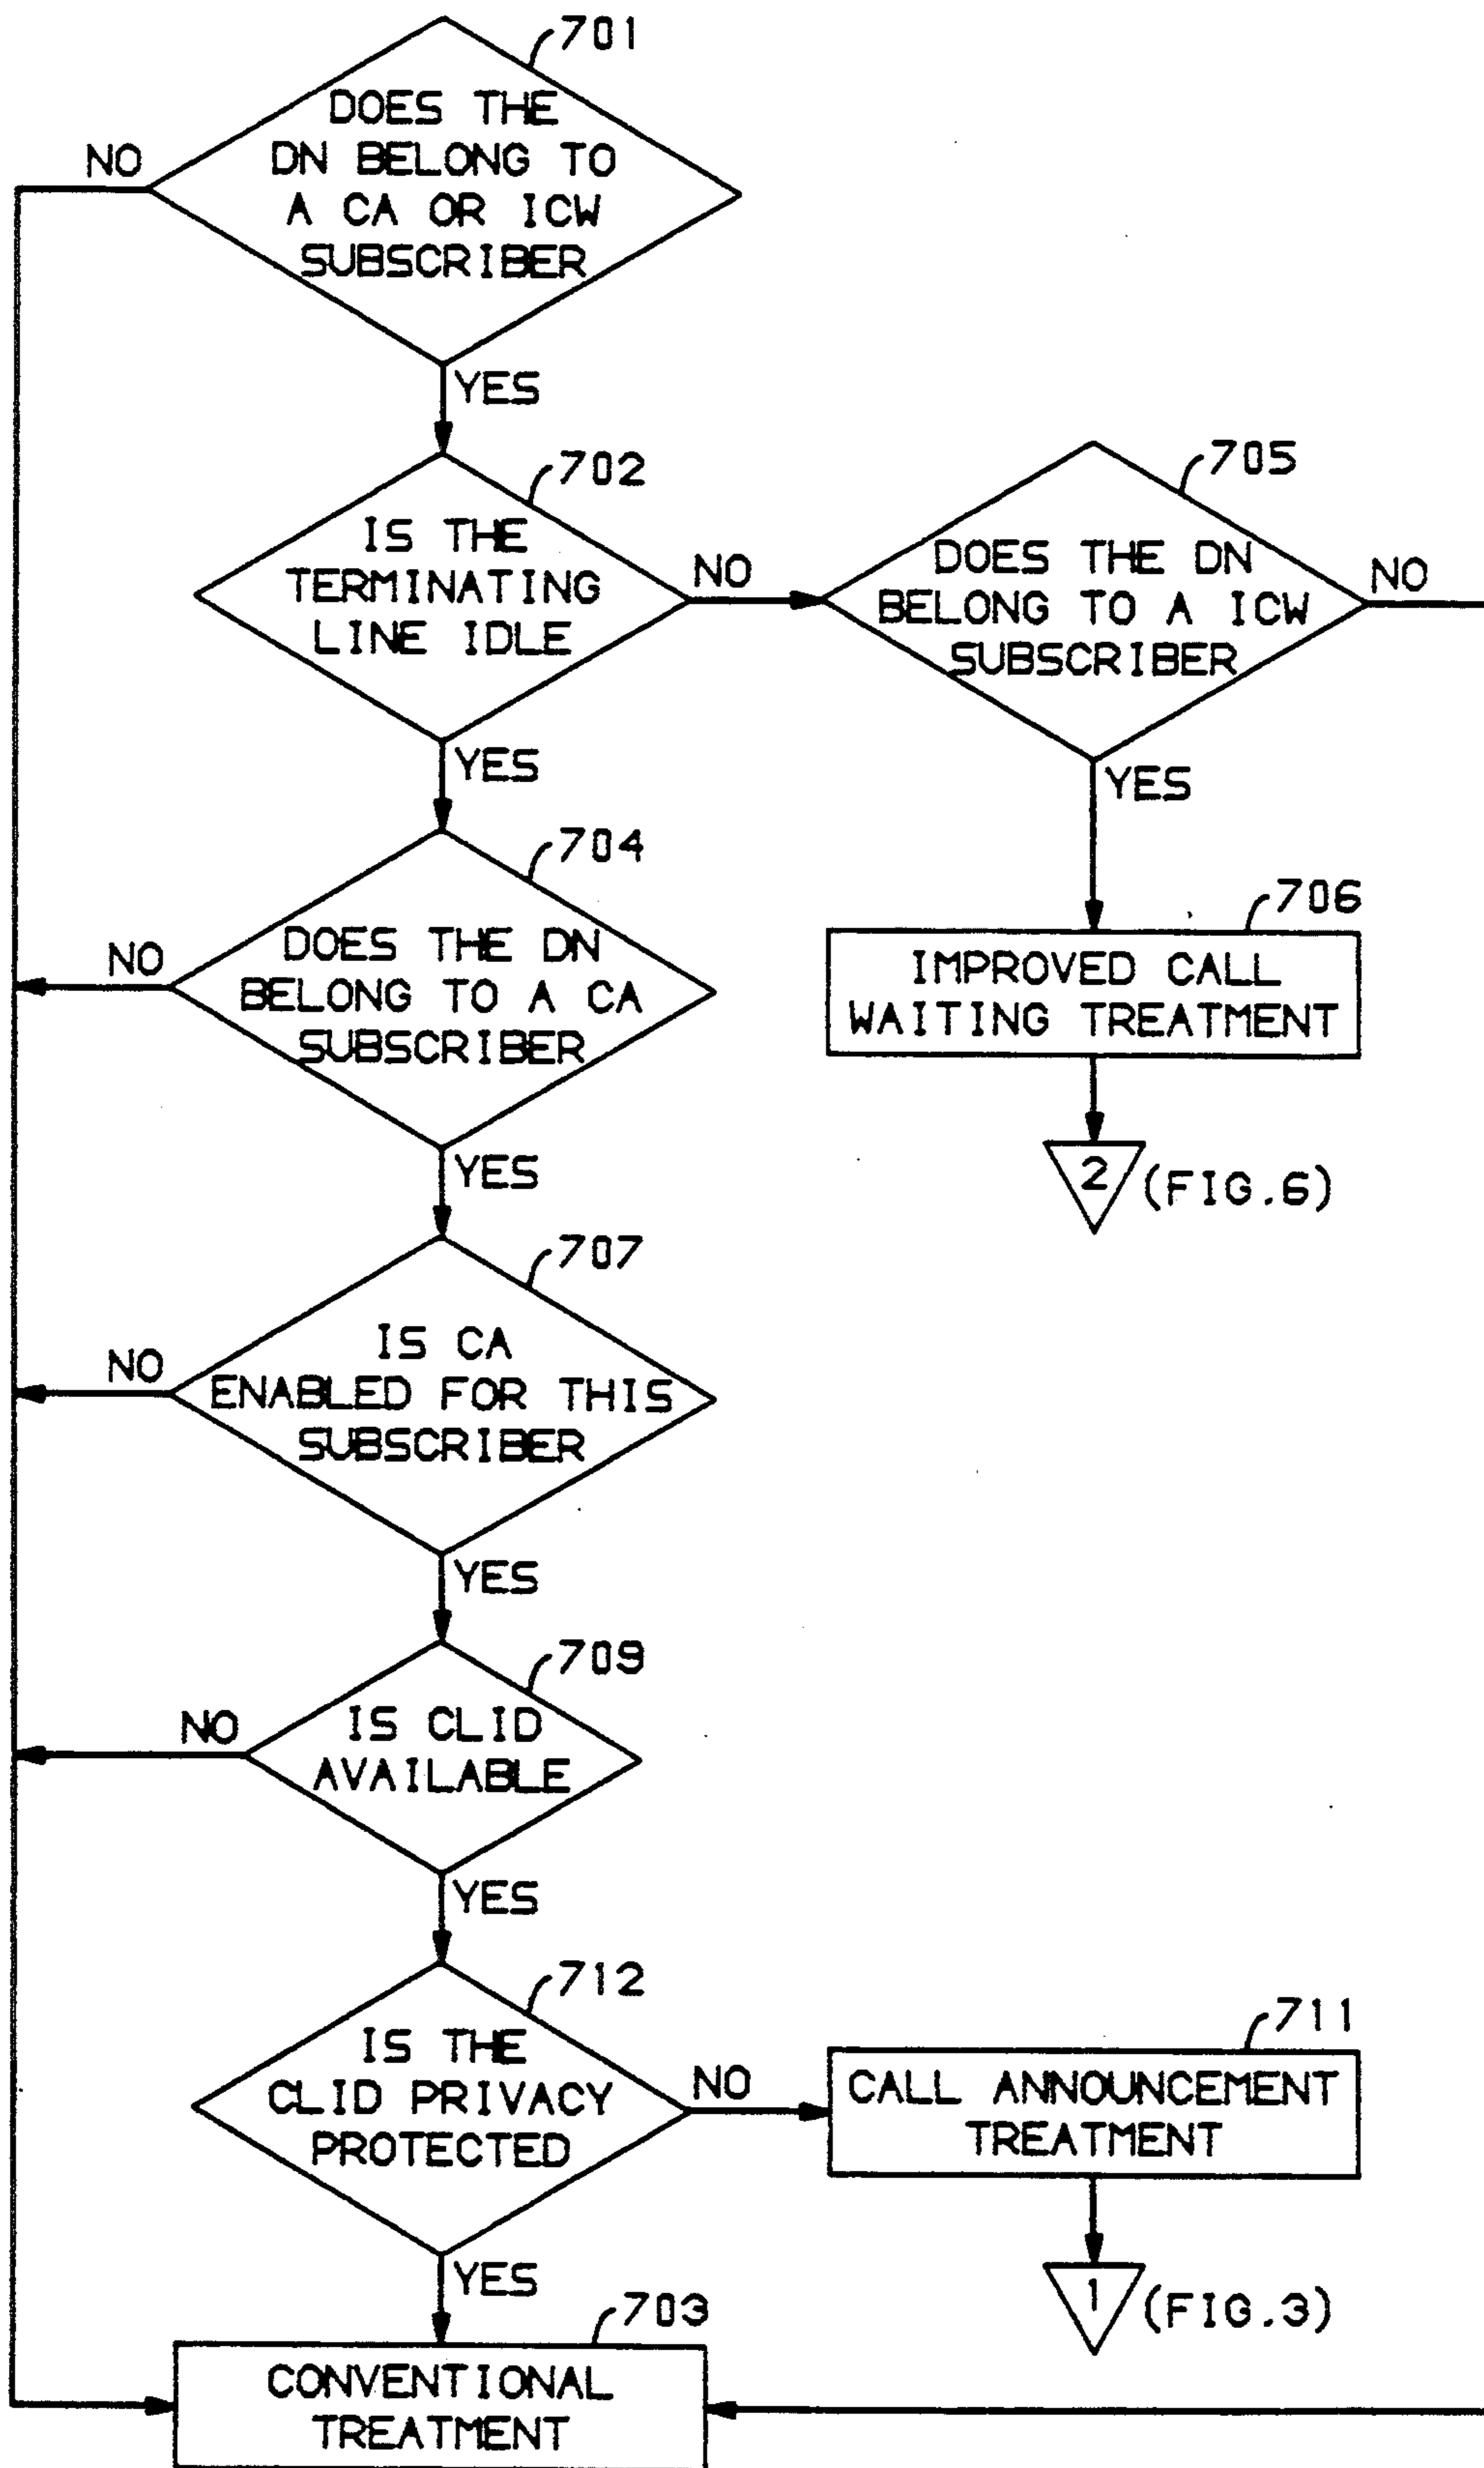 701
DOES THE
DN BELONG TO
A CA OR ICW
SUBSCRIBER
NO
YES
702
IS THE
TERMINATING
LINE IDLE
NO
YES
705
DOES THE DN
BELONG TO A ICW
SUBSCRIBER
NO
YES
704
DOES THE DN
BELONG TO A CA
SUBSCRIBER
NO
YES
706
IMPROVED CALL
WAITING TREATMENT
2 (FIG.6)
707
IS CA
ENABLED FOR THIS
SUBSCRIBER
NO
YES
709
IS CLID
AVAILABLE
NO
YES
712
IS THE
CLID PRIVACY
PROTECTED
NO
YES
711
CALL ANNOUNCEMENT
TREATMENT
1 (FIG.3)
703
CONVENTIONAL
TREATMENT